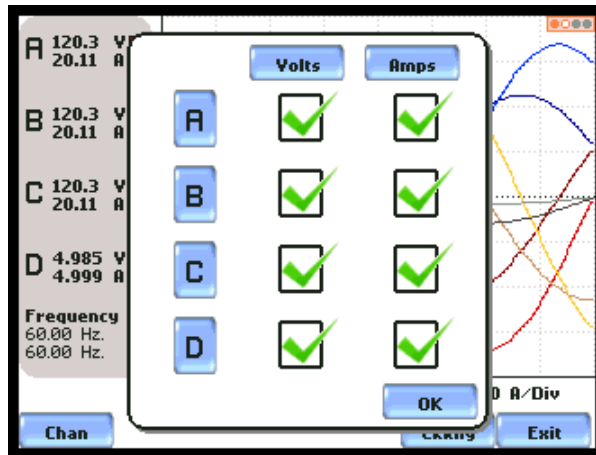 A 120.3 V
20.11 A
B 120.3 V
20.11 A
C 120.3 V
20.11 A
D 4.985 V
4.999 A
Frequency
60.00 Hz.
60.00 Hz.
Volts Amps
A
B
C
D
OK
A/Div
Chan
Exit